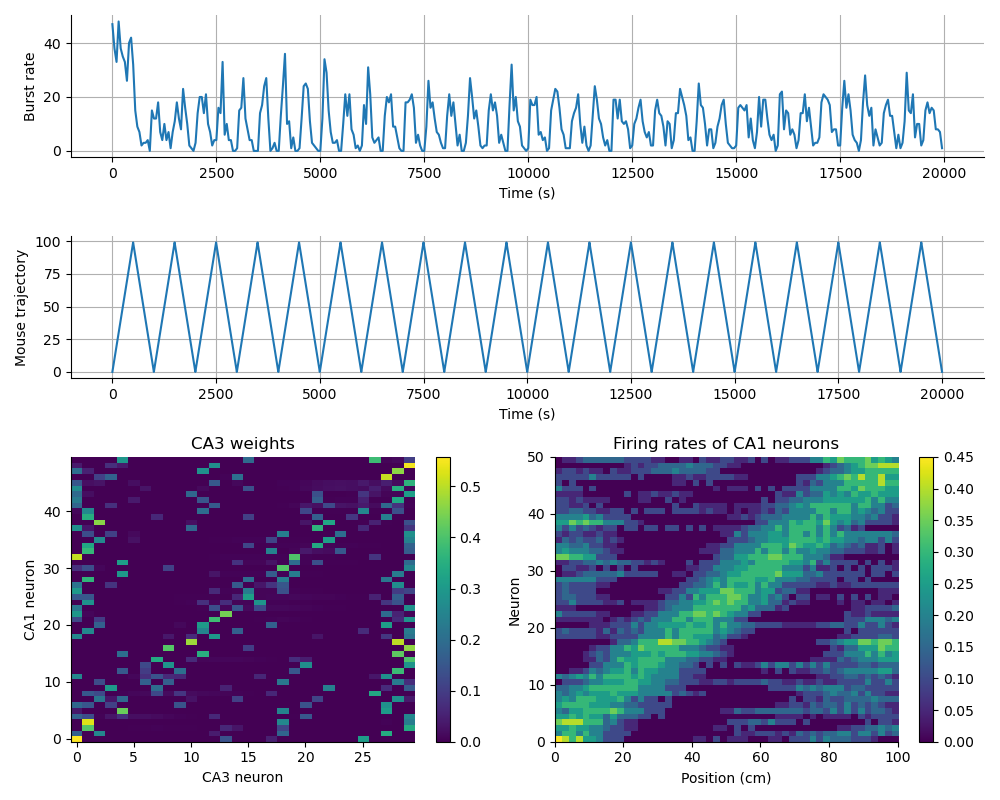 Burst rate
40
20
0
0 2500 5000 7500 10000 12500 15000 17500 20000
Time (s)
Mouse trajectory
100
75
50
25
0
0 2500 5000 7500 10000 12500 15000 17500 20000
Time (s)
CA3 weights
CA1 neuron
40
30
20
10
0
0 5 10 15 20 25
CA3 neuron
0.5
0.4
0.3
0.2
0.1
0.0
Firing rates of CA1 neurons
Neuron
50
40
30
20
10
0
0 20 40 60 80 100
Position (cm)
0.45
0.40
0.35
0.30
0.25
0.20
0.15
0.10
0.05
0.00